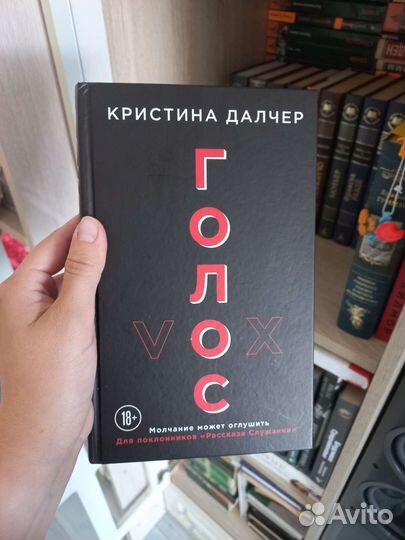 КРИСТИНА ДАЛЧЕР
ГОЛОС
VOX
18+
Молчание может оглушить
Для поклонников «Рассказа Служанки»
Avito